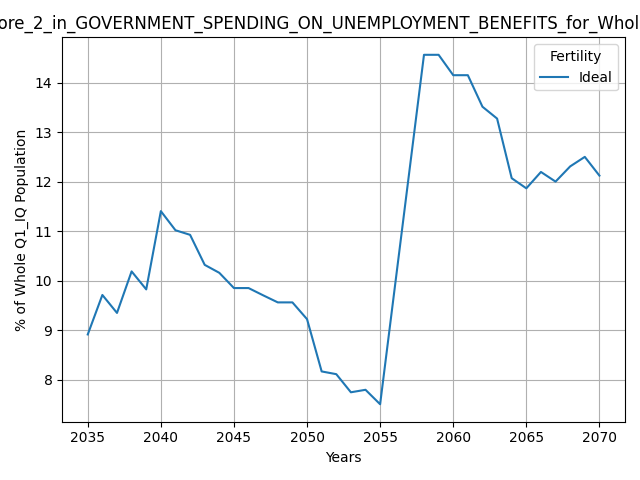 ore_2_in_GOVERNMENT_SPENDING_ON_UNEMPLOYMENT_BENEFITS_for_Whol
Fertility
Ideal
% of Whole Q1_IQ Population
14
13
12
11
10
9
8
2035 2040 2045 2050 2055 2060 2065 2070
Years